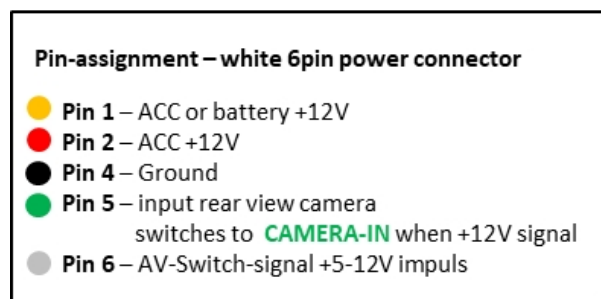 Pin-assignment – white 6pin power connector
Pin 1 – ACC or battery +12V
Pin 2 – ACC +12V
Pin 4 – Ground
Pin 5 – input rear view camera
switches to CAMERA-IN when +12V signal
Pin 6 – AV-Switch-signal +5-12V impuls